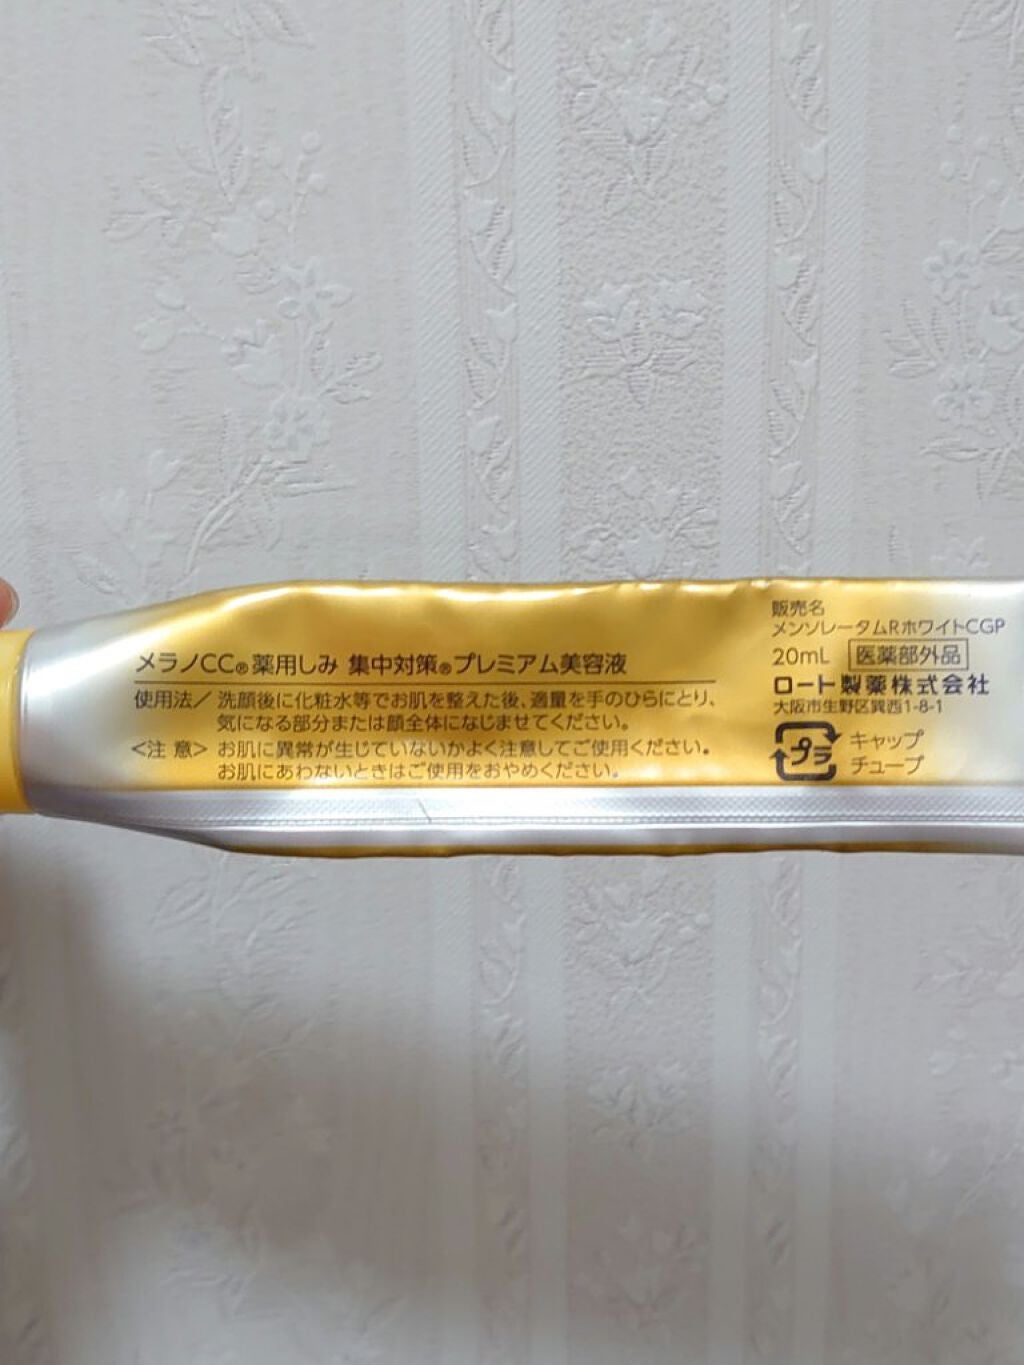 メラノCC®薬用しみ 集中対策®プレミアム美容液
使用法／洗顔後に化粧水等でお肌を整えた後、適量を手のひらにとり、
気になる部分または顔全体になじませてください。
<注 意> お肌に異常が生じていないかよく注意してご使用ください。
お肌にあわないときはご使用をおやめください。
販売名
メンソレータムRホワイトCGP
20mL 医薬部外品
ロート製薬株式会社
大阪市生野区巽西1-8-1
プラ キャップ
チューブ